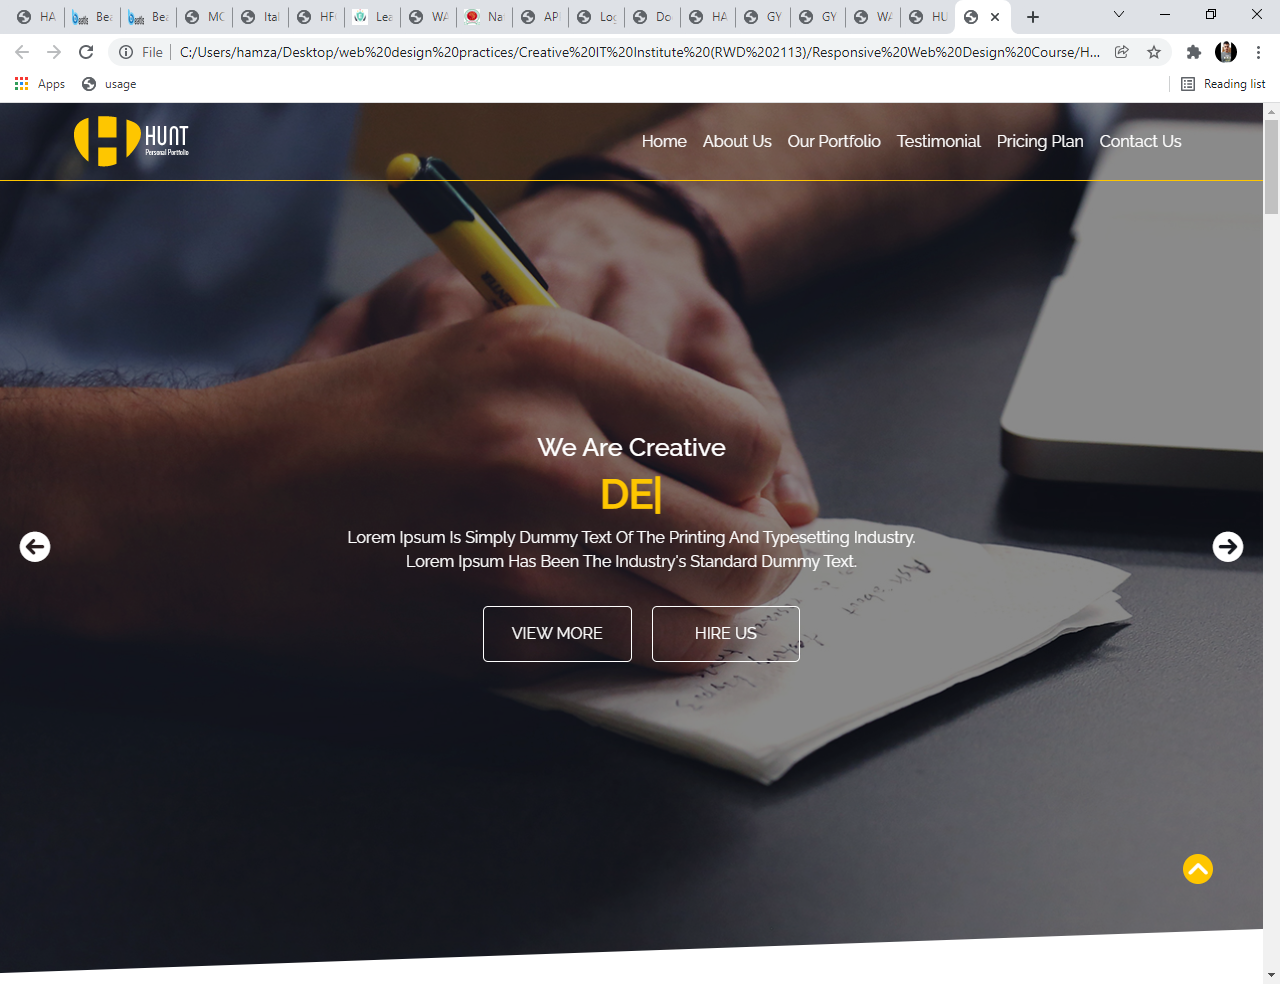 HA
Bea
Bea
MC
Ital
HF
Lea
WA
Na
AP
Log
Do
HA
GY
GY
WA
HU
File
C:/Users/hamza/Desktop/web%20design%20practices/Creative%20IT%20Institute%20(RWD%202113)/Responsive%20Web%20Design%20Course/H...
Apps
usage
Reading list
HUNT
Personal Portfolio
Home
About Us
Our Portfolio
Testimonial
Pricing Plan
Contact Us
We Are Creative
DE|
Lorem Ipsum Is Simply Dummy Text Of The Printing And Typesetting Industry.
Lorem Ipsum Has Been The Industry's Standard Dummy Text.
VIEW MORE
HIRE US